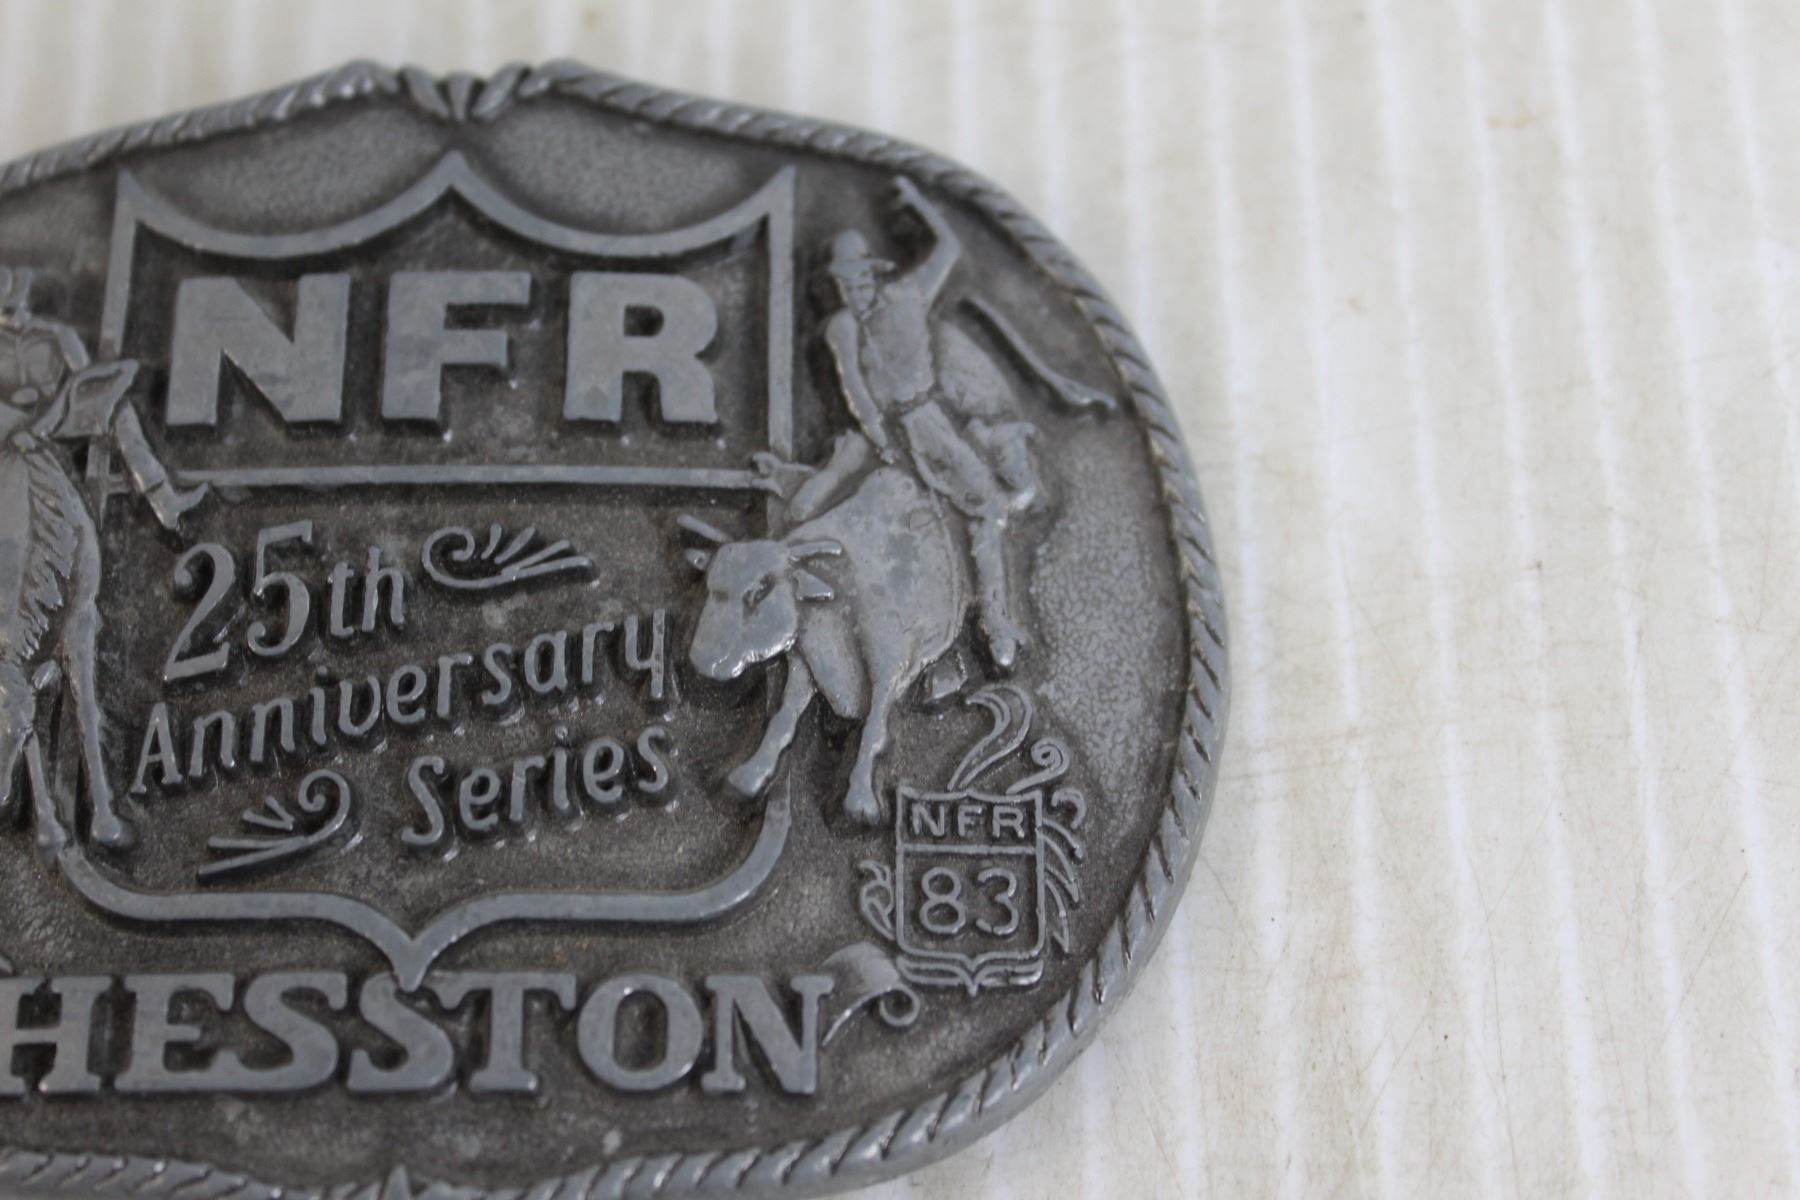 NFR
25th
Anniversary
Series
NFR
83
HESSTON